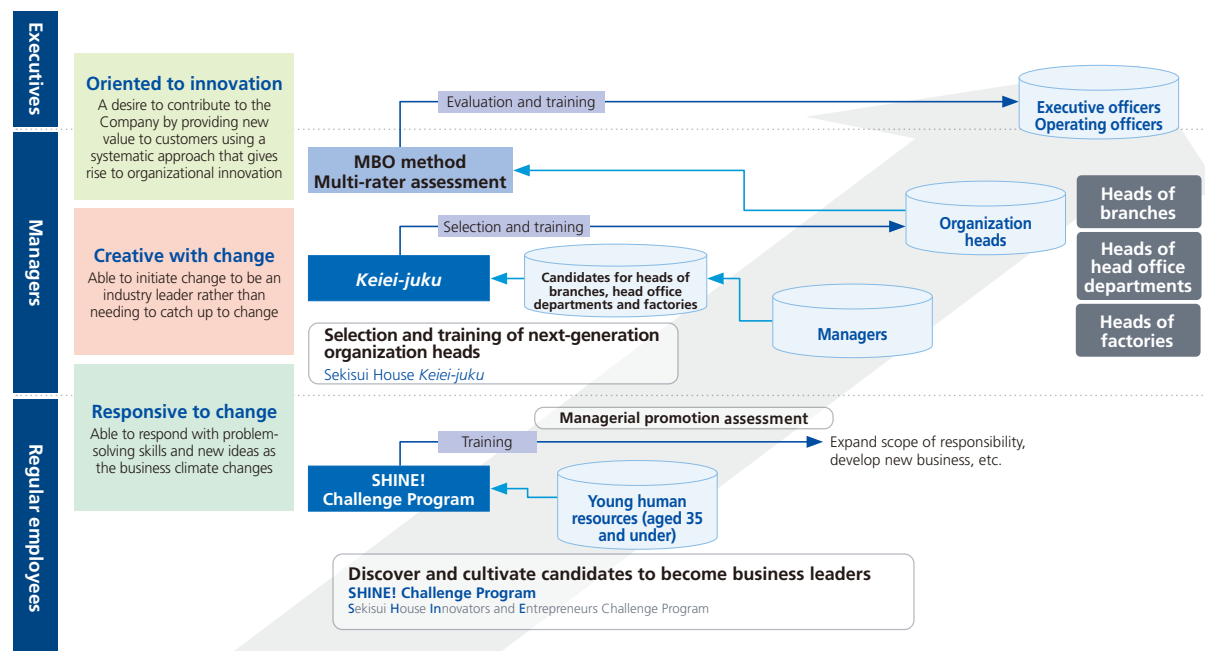 Executives
Managers
Regular employees
Oriented to innovation
A desire to contribute to the
Company by providing new
value to customers using a
systematic approach that gives
rise to organizational innovation
Creative with change
Able to initiate change to be an
industry leader rather than
needing to catch up to change
Responsive to change
Able to respond with problem-
solving skills and new ideas as
the business climate changes
Evaluation and training
Executive officers
Operating officers
MBO method
Multi-rater assessment
Selection and training
Organization
heads
Heads of
branches
Heads of
head office
departments
Heads of
factories
Keiei-juku
Candidates for heads of
branches, head office
departments and factories
Managers
Selection and training of next-generation
organization heads
Sekisui House Keiei-juku
Managerial promotion assessment
Training
Expand scope of responsibility,
develop new business, etc.
SHINE!
Challenge Program
Young human
resources (aged 35
and under)
Discover and cultivate candidates to become business leaders
SHINE! Challenge Program
Sekisui House Innovators and Entrepreneurs Challenge Program